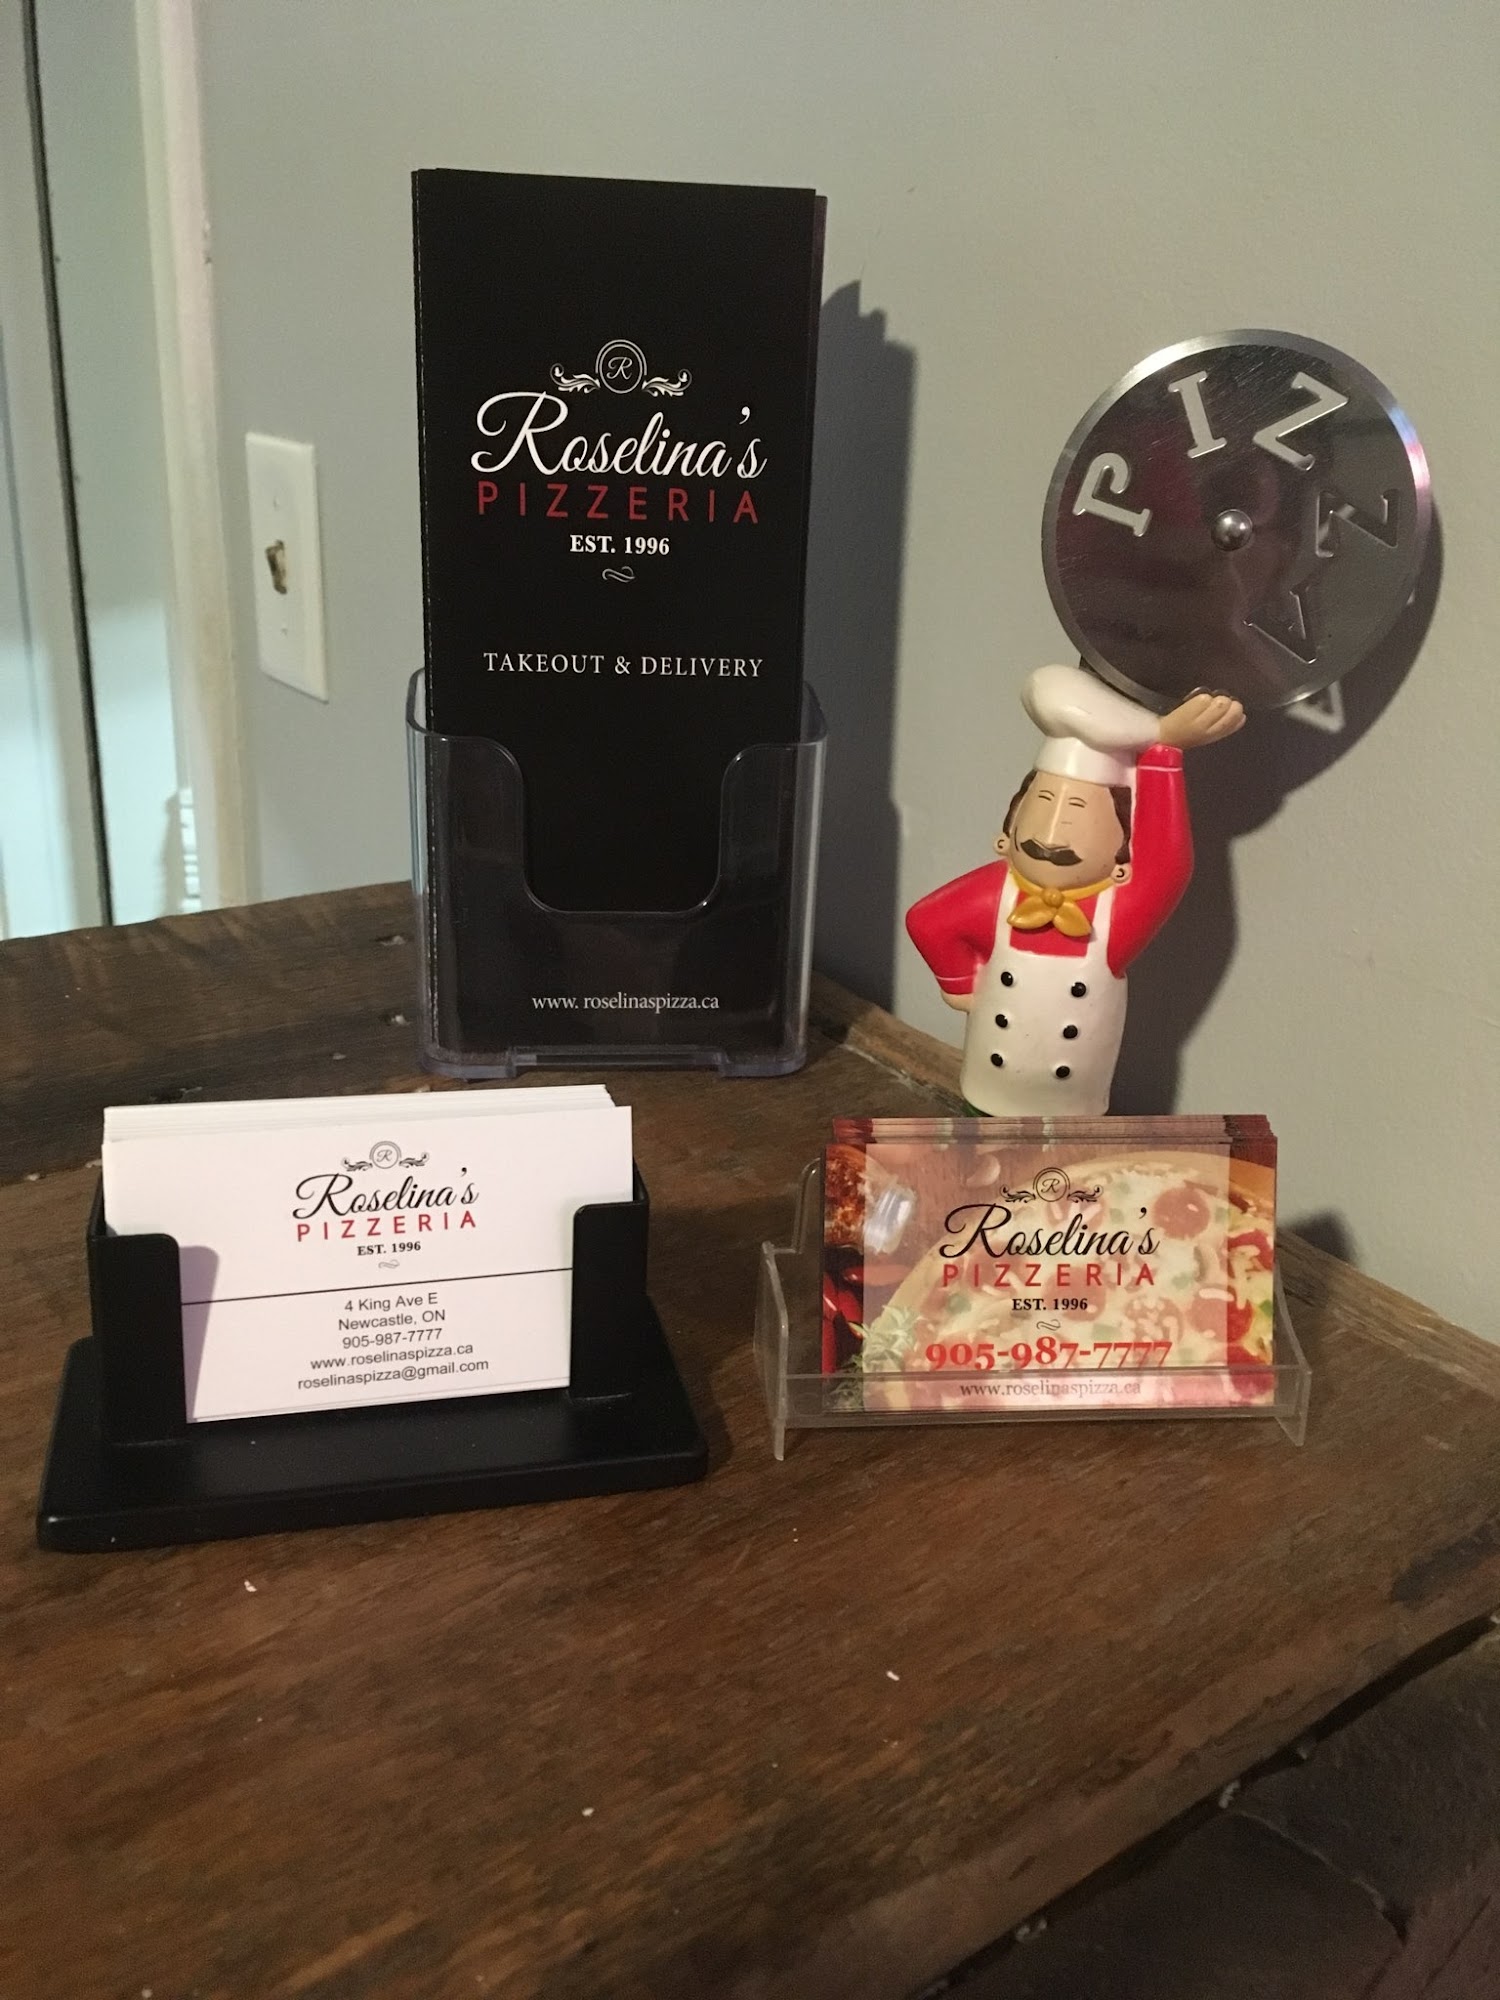 R
Roselina's
PIZZERIA
EST. 1996
TAKEOUT & DELIVERY
www. roselinaspizza.ca
PIZZA
R
Roselina's
PIZZERIA
EST. 1996
4 King Ave E
Newcastle, ON
905-987-7777
www.roselinaspizza.ca
roselinaspizza@gmail.com
R
Roselina's
PIZZERIA
EST. 1996
905-987-7777
www.roselinaspizza.ca